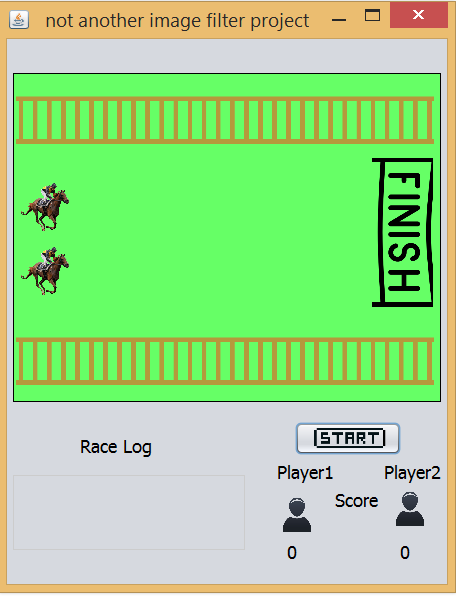 not another image filter project
FINISH
START
Race Log
Player1
Player2
Score
0
0